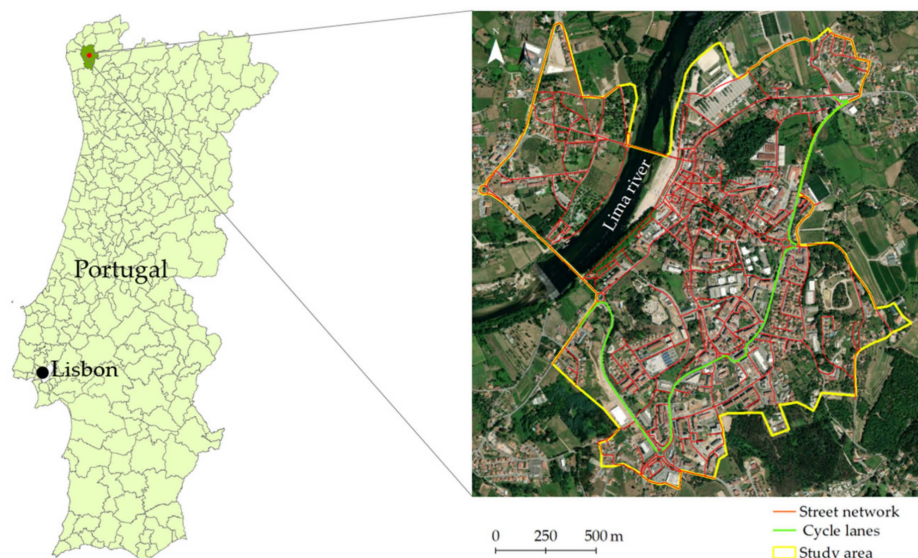 N
Lima river
Portugal
Lisbon
0 250 500 m
Street network
Cycle lanes
Study area